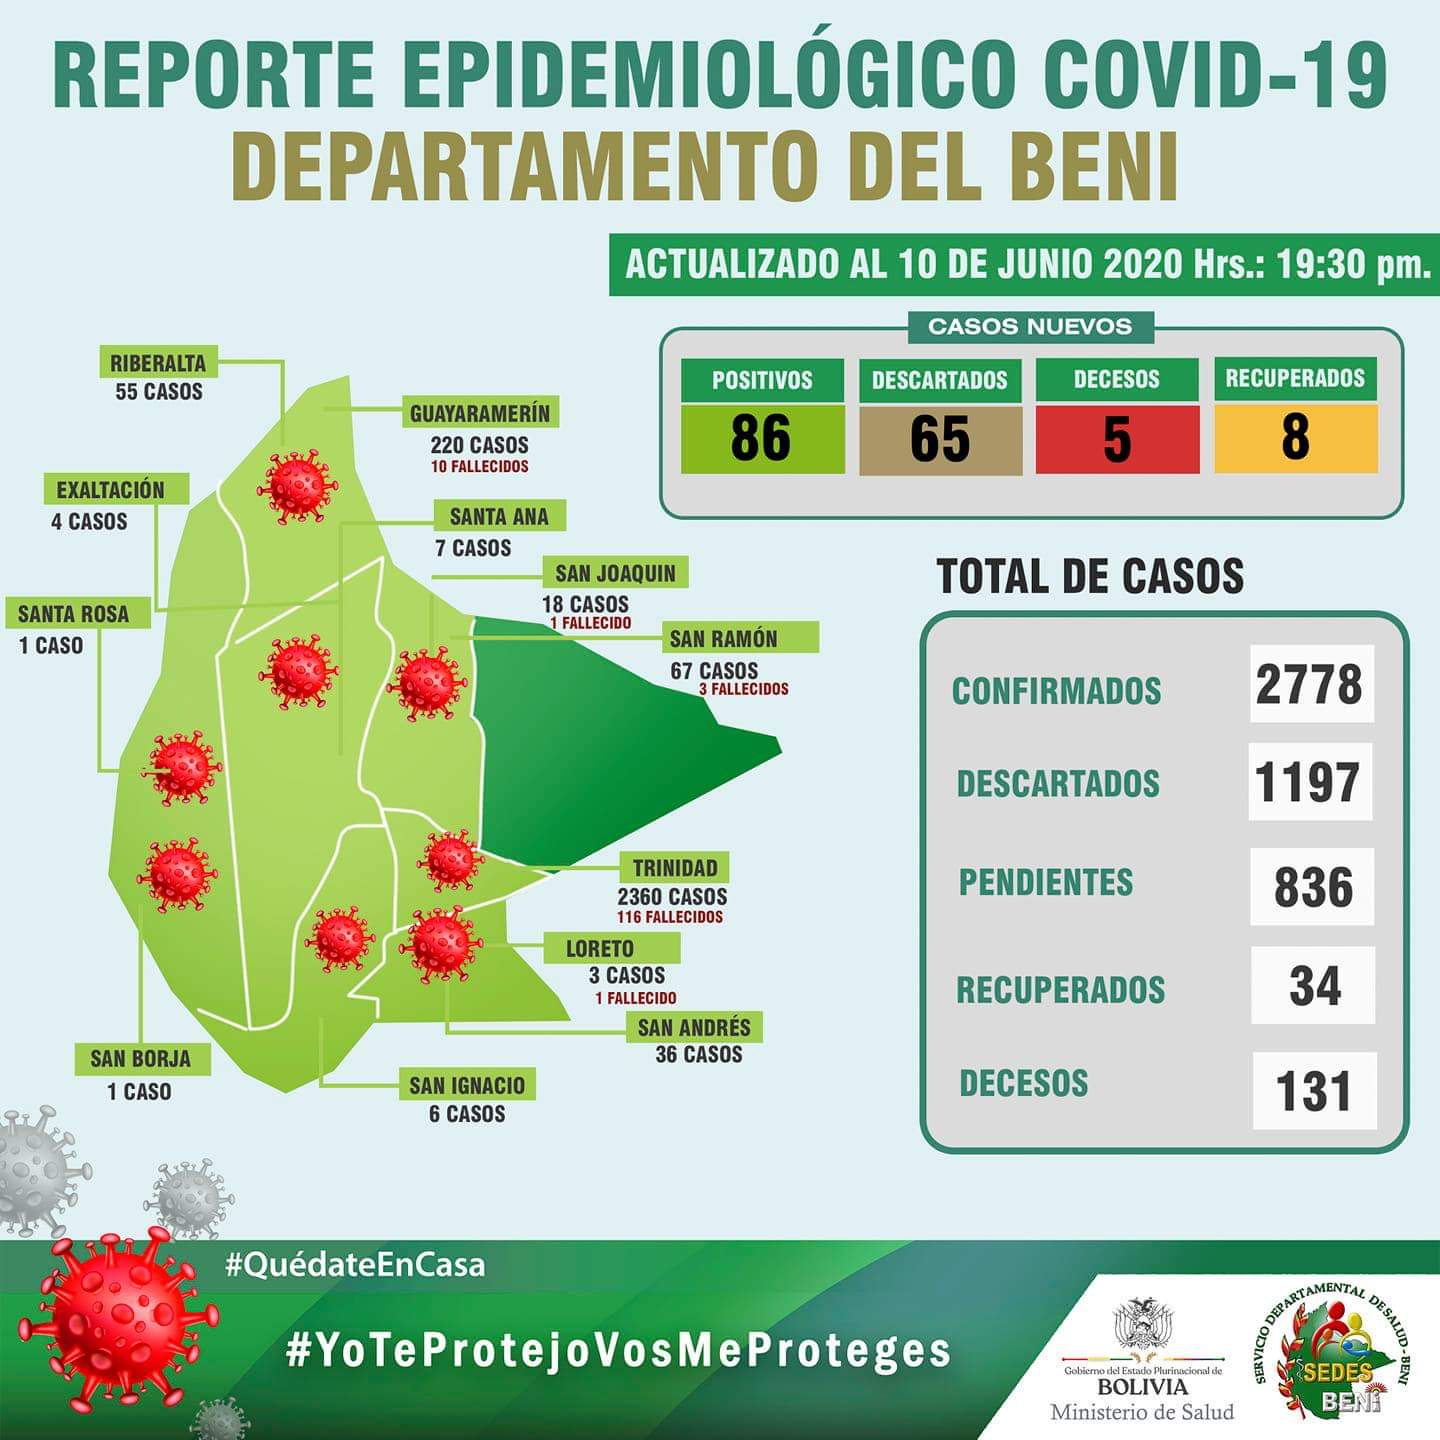 REPORTE EPIDEMIOLÓGICO COVID-19
DEPARTAMENTO DEL BENI
ACTUALIZADO AL 10 DE JUNIO 2020 Hrs.: 19:30 pm.
CASOS NUEVOS
POSITIVOS
86
DESCARTADOS
65
DECESOS
5
RECUPERADOS
8
RIBERALTA
55 CASOS
GUAYARAMERÍN
220 CASOS
10 FALLECIDOS
EXALTACIÓN
4 CASOS
SANTA ANA
7 CASOS
SAN JOAQUIN
18 CASOS
1 FALLECIDO
SANTA ROSA
1 CASO
SAN RAMÓN
67 CASOS
3 FALLECIDOS
TRINIDAD
2360 CASOS
116 FALLECIDOS
LORETO
3 CASOS
1 FALLECIDO
SAN ANDRÉS
36 CASOS
SAN BORJA
1 CASO
SAN IGNACIO
6 CASOS
TOTAL DE CASOS
CONFIRMADOS 2778
DESCARTADOS 1197
PENDIENTES 836
RECUPERADOS 34
DECESOS 131
#QuédateEnCasa
#YoTeProtejoVosMeProteges
Gobierno del Estado Plurinacional de
BOLIVIA
Ministerio de Salud
SERVICIO DEPARTAMENTAL DE SALUD - BENI
SEDES
BENi